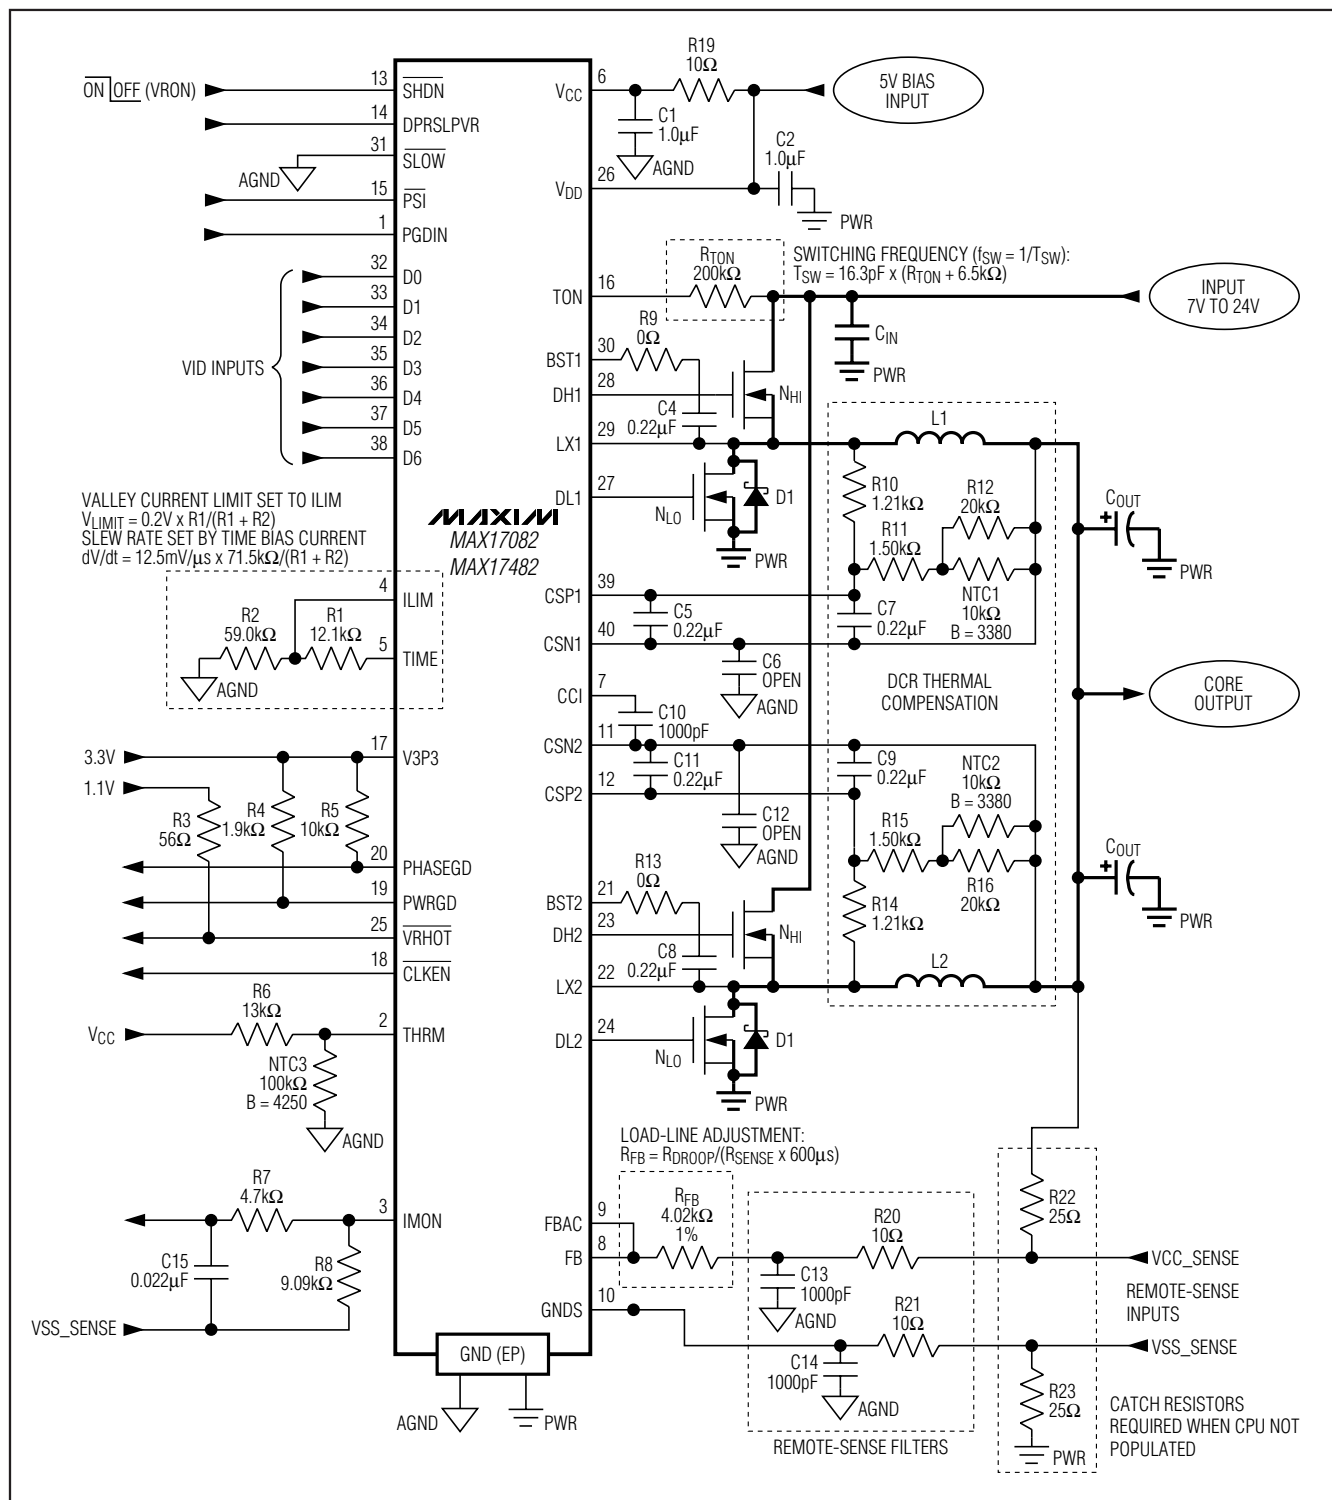 ON OFF (VRON)
13
SHDN
14
DPRSLPVR
31
SLOW
AGND
15
PSI
1
PGDIN
32
D0
33
D1
34
D2
35
D3
36
D4
37
D5
38
D6
VID INPUTS
VALLEY CURRENT LIMIT SET TO ILIM
VLIMIT = 0.2V x R1/(R1 + R2)
SLEW RATE SET BY TIME BIAS CURRENT
dV/dt = 12.5mV/μs x 71.5kΩ/(R1 + R2)
4
ILIM
R2
59.0kΩ
R1
12.1kΩ
5
TIME
AGND
3.3V
17
V3P3
1.1V
R3
56Ω
R4
1.9kΩ
R5
10kΩ
20
PHASEGD
19
PWRGD
25
VRHOT
18
CLKEN
R6
13kΩ
VCC
2
THRM
NTC3
100kΩ
B = 4250
AGND
R7
4.7kΩ
3
IMON
C15
0.022μF
R8
9.09kΩ
VSS_SENSE
MAXIM
MAX17082
MAX17482
GND (EP)
AGND
PWR
R19
10Ω
6
VCC
5V BIAS
INPUT
C1
1.0μF
AGND
C2
1.0μF
26
VDD
PWR
RTON
200kΩ
SWITCHING FREQUENCY (fSW = 1/TSW):
TSW = 16.3pF x (RTON + 6.5kΩ)
16
TON
INPUT
7V TO 24V
CIN
PWR
R9
0Ω
30
BST1
28
DH1
NHI
C4
0.22μF
29
LX1
L1
27
DL1
NLO
D1
PWR
R10
1.21kΩ
R12
20kΩ
R11
1.50kΩ
COUT
PWR
39
CSP1
NTC1
10kΩ
B = 3380
C5
0.22μF
C7
0.22μF
40
CSN1
C6
OPEN
AGND
DCR THERMAL
COMPENSATION
CORE
OUTPUT
7
CCI
C10
1000pF
11
CSN2
C11
0.22μF
C9
0.22μF
NTC2
10kΩ
B = 3380
12
CSP2
C12
OPEN
AGND
R15
1.50kΩ
R16
20kΩ
COUT
PWR
R13
0Ω
21
BST2
23
DH2
NHI
R14
1.21kΩ
C8
0.22μF
22
LX2
L2
24
DL2
NLO
D1
PWR
LOAD-LINE ADJUSTMENT:
RFB = RDROOP/(RSENSE x 600μs)
RFB
4.02kΩ
1%
9
FBAC
8
FB
R20
10Ω
R22
25Ω
VCC_SENSE
C13
1000pF
AGND
REMOTE-SENSE
INPUTS
10
GNDS
R21
10Ω
VSS_SENSE
C14
1000pF
AGND
R23
25Ω
PWR
CATCH RESISTORS
REQUIRED WHEN CPU NOT
POPULATED
REMOTE-SENSE FILTERS